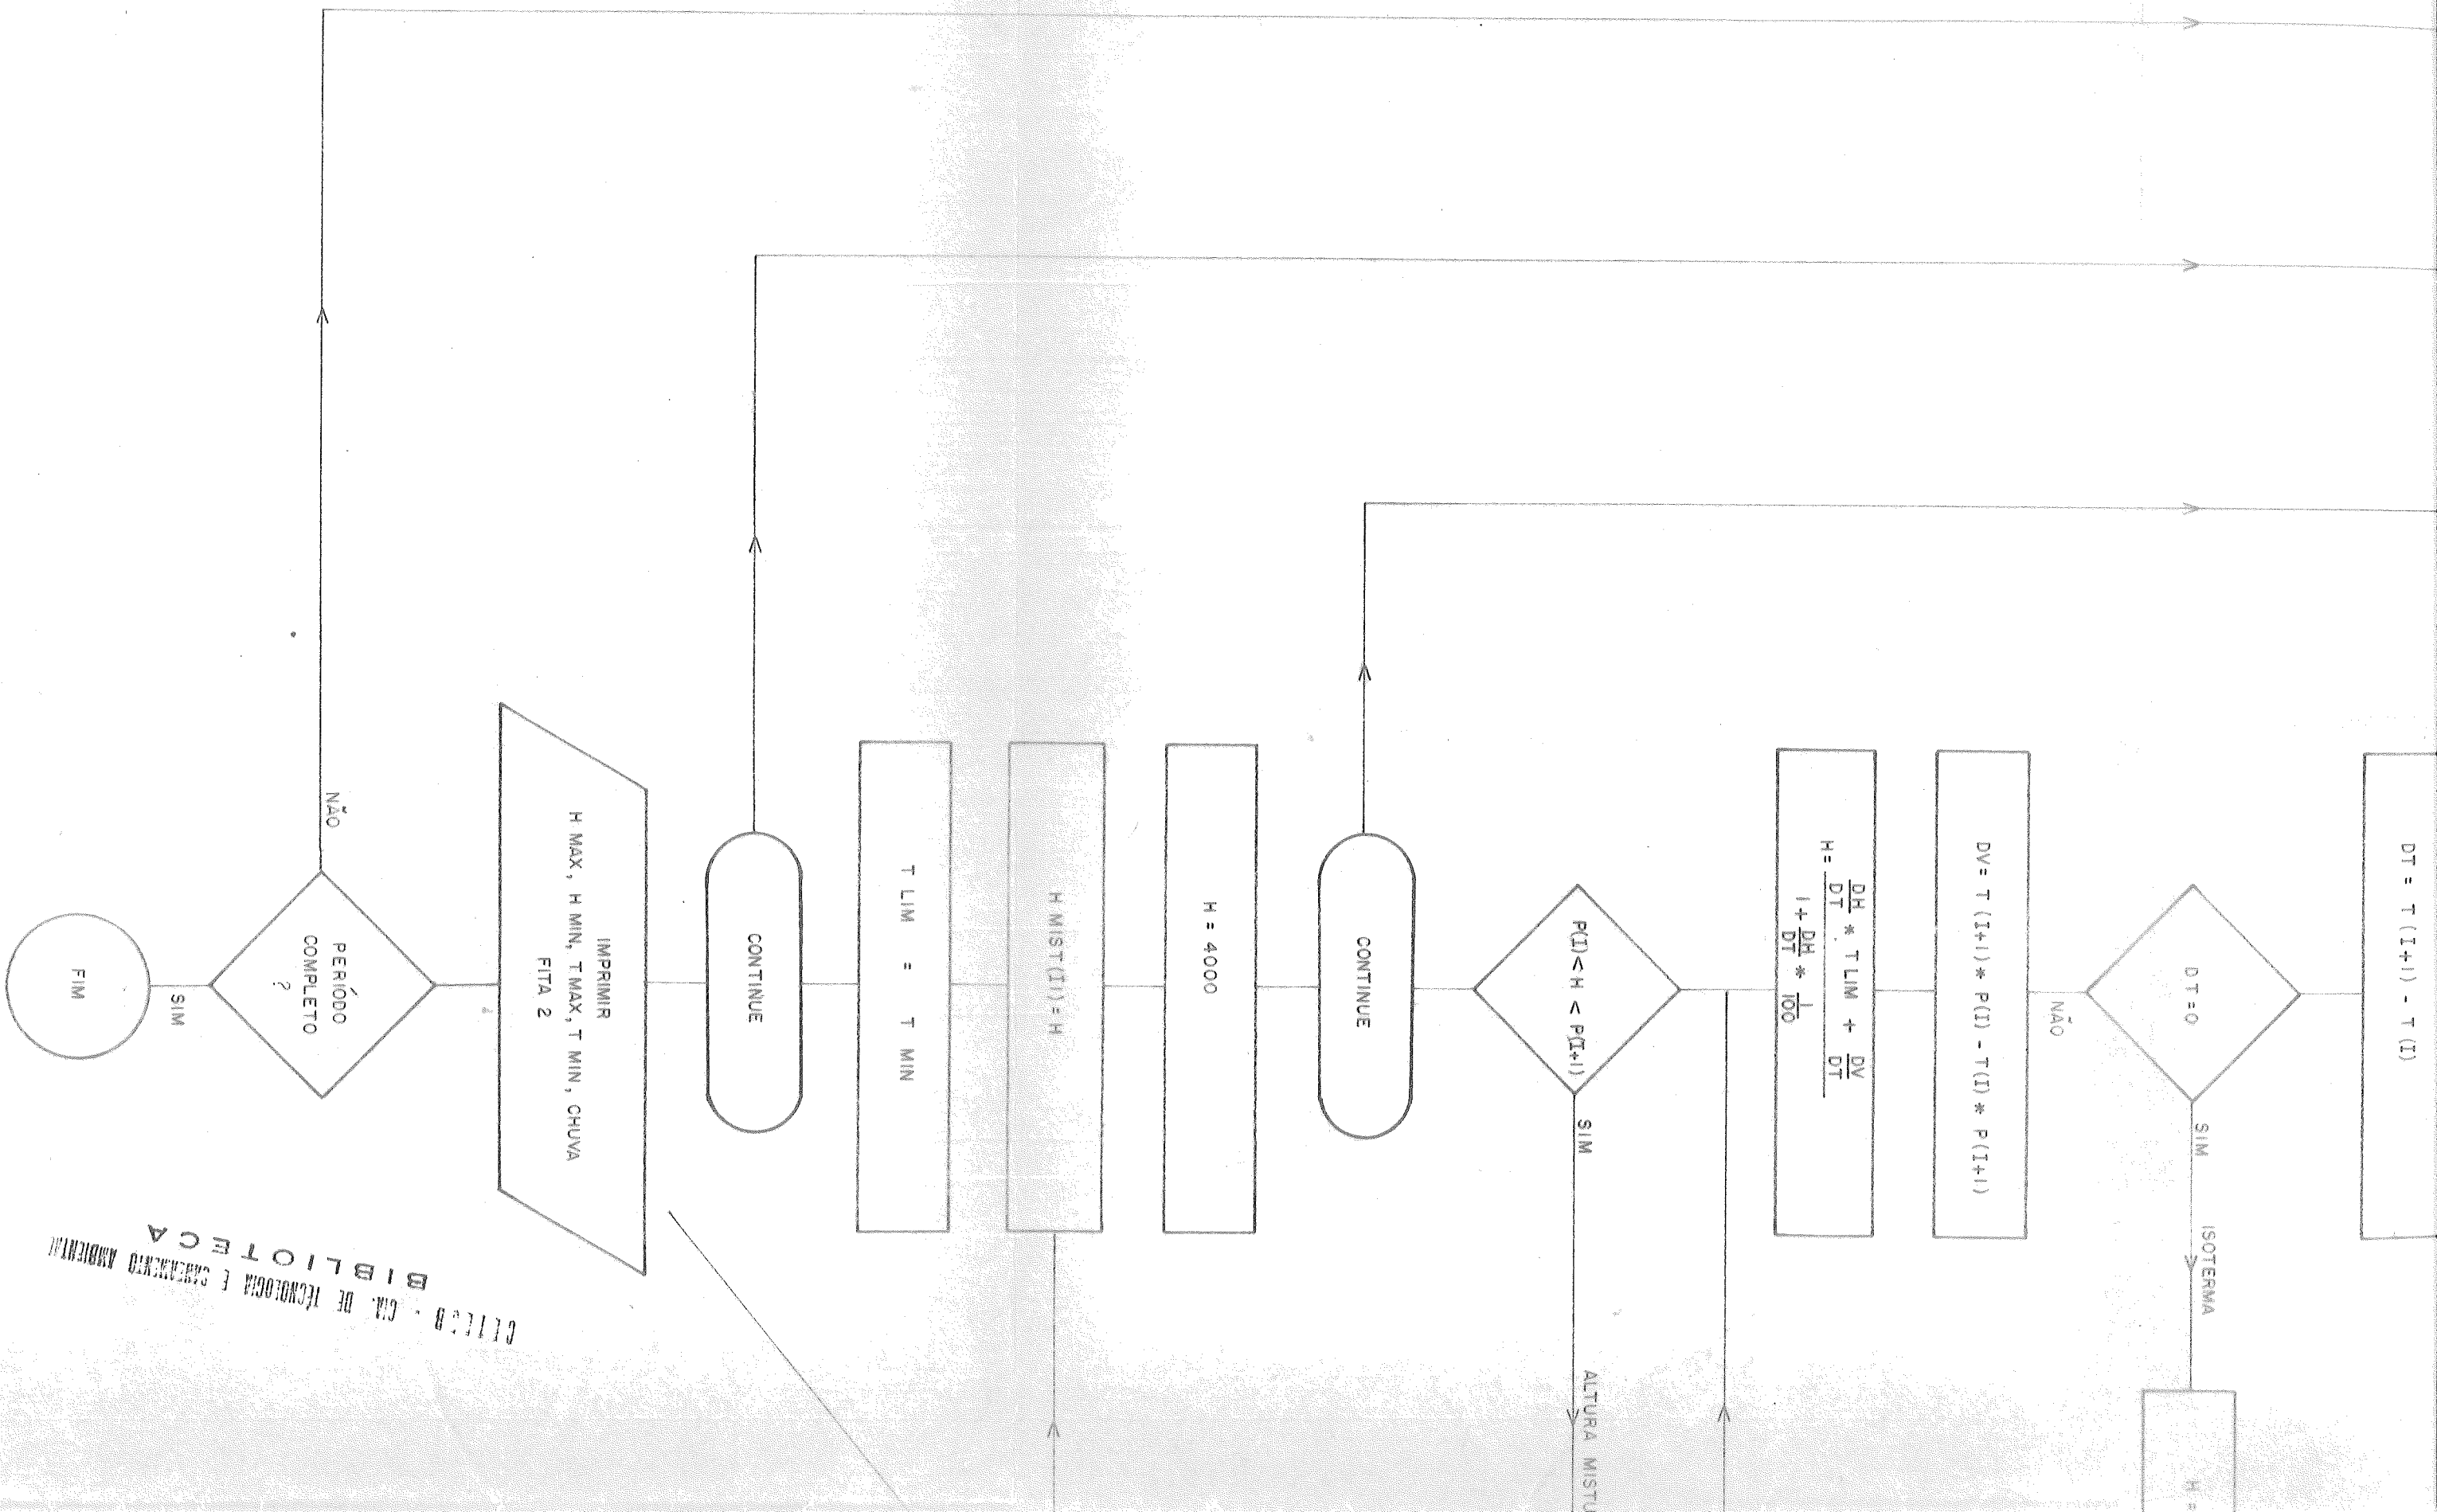 DT = T (I+1) - T (I)
DT = 0
SIM
ISOTERMA
H =
NÃO
DV = T (I+1) * P(I) - T(I) * P(I+1)
H = DH/DT * T LIM + DV/DT
1 + DH/DT * 1/100
P(I) < H < P(I+1)
SIM
ALTURA MISTU
CONTINUE
H = 4000
H MIST(I) = H
T LIM = T MIN
CONTINUE
IMPRIMIR
H MAX, H MIN, T MAX, T MIN, CHUVA
FITA 2
PERÍODO
COMPLETO
?
NÃO
SIM
FIM
CIA. DE TECNOLOGIA E SANEAMENTO AMBIENTAL
BIBLIOTECA